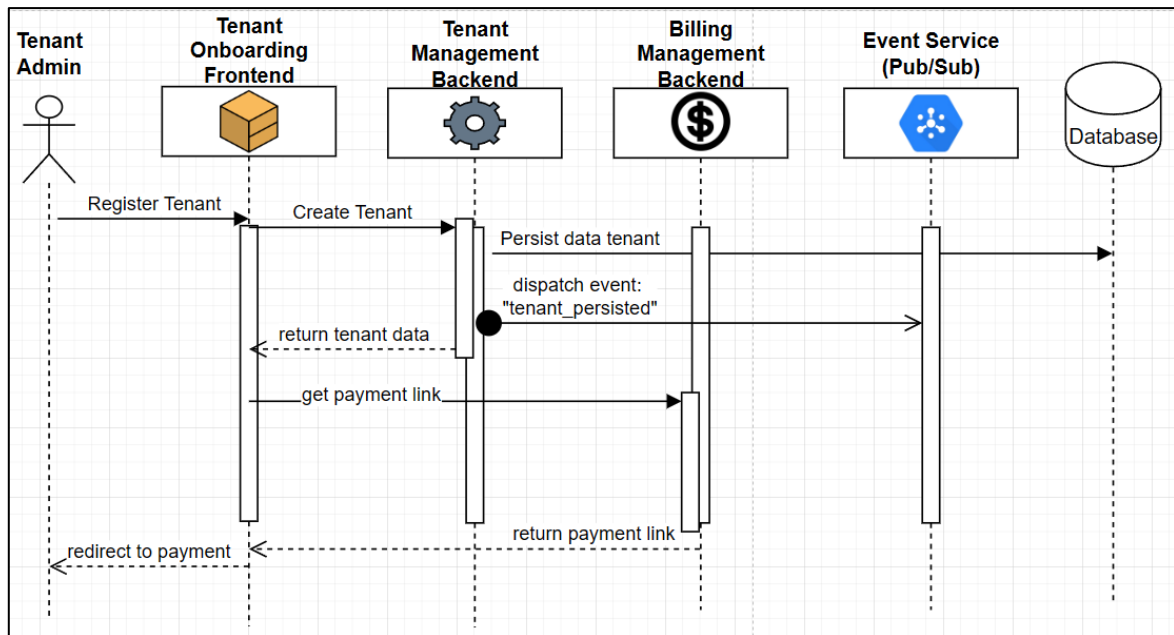 Tenant
Admin
Tenant
Onboarding
Frontend
Tenant
Management
Backend
Billing
Management
Backend
Event Service
(Pub/Sub)
Database
$
Register Tenant
Create Tenant
Persist data tenant
dispatch event:
"tenant_persisted"
return tenant data
get payment link
return payment link
redirect to payment